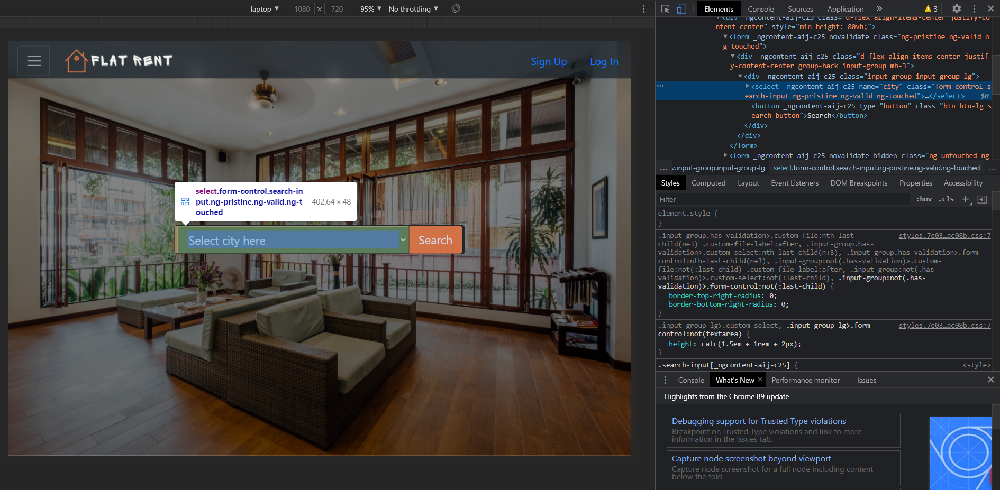 laptop ▼ 1080 × 720 95% ▼ No throttling ▼
FLAT RENT
Sign Up Log In
select.form-control.search-in
put.ng-pristine.ng-valid.ng-t
ouched
402.64 × 48
Select city here
Search
Elements Console Sources Application » 3
<div _ngcontent-aij-c25 class="d-flex align-items-center justify-co
ntent-center" style="min-height: 80vh;">
<form _ngcontent-aij-c25 novalidate class="ng-pristine ng-valid n
g-touched">
<div _ngcontent-aij-c25 class="d-flex align-items-center justif
y-content-center group-back input-group mb-3">
<div _ngcontent-aij-c25 class="input-group input-group-lg">
<select _ngcontent-aij-c25 name="city" class="form-control s
earch-input ng-pristine ng-valid ng-touched">…</select> == $0
<button _ngcontent-aij-c25 type="button" class="btn btn-lg s
earch-button">Search</button>
</div>
</div>
</form>
<form _ngcontent-aij-c25 novalidate hidden class="ng-untouched ng
... v.input-group.input-group-lg select.form-control.search-input.ng-pristine.ng-valid.ng-touched ...
Styles Computed Layout Event Listeners DOM Breakpoints Properties Accessibility
Filter :hov .cls +
element.style {
}
.input-group.has-validation>.custom-file:nth-last- styles.7e03…ac08b.css:7
child(n+3) .custom-file-label:after, .input-group.has-
validation>.custom-select:nth-last-child(n+3), .input-group.has-validation>.form-
control:nth-last-child(n+3), .input-group:not(.has-validation)>.custom-
file:not(:last-child) .custom-file-label:after, .input-group:not(.has-
validation)>.custom-select:not(:last-child), .input-group:not(.has-
validation)>.form-control:not(:last-child) {
border-top-right-radius: 0;
border-bottom-right-radius: 0;
}
.input-group-lg>.custom-select, .input-group-lg>.form- styles.7e03…ac08b.css:7
control:not(textarea) {
height: calc(1.5em + 1rem + 2px);
}
.search-input[_ngcontent-aij-c25] { <style>
Console What's New × Performance monitor Issues
Highlights from the Chrome 89 update
Debugging support for Trusted Type violations
Breakpoint on Trusted Type violations and link to more
information in the Issues tab.
Capture node screenshot beyond viewport
Capture node screenshot for a full node including content
below the fold.